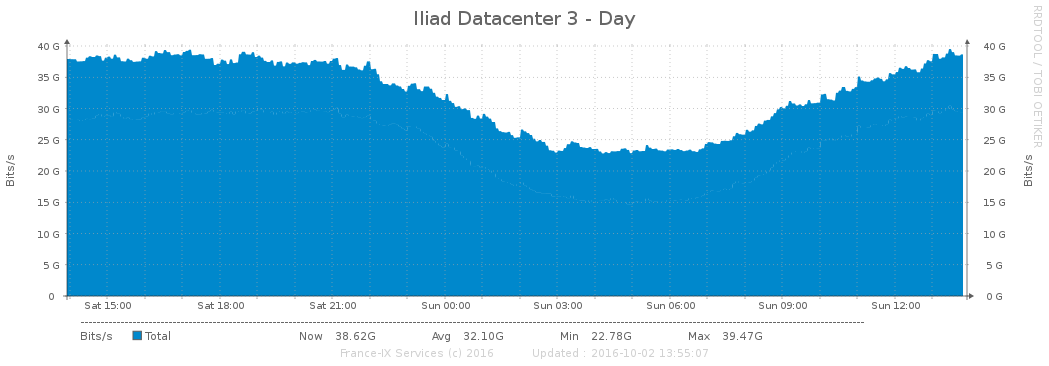 Iliad Datacenter 3 - Day
RRDTOOL / TOBI OETIKER
40 G 40 G
35 G 35 G
30 G 30 G
25 G 25 G
20 G 20 G
15 G 15 G
10 G 10 G
5 G 5 G
0 0 G
Bits/s
Bits/s
Sat 15:00 Sat 18:00 Sat 21:00 Sun 00:00 Sun 03:00 Sun 06:00 Sun 09:00 Sun 12:00
Bits/s Total Now 38.62G Avg 32.10G Min 22.78G Max 39.47G
France-IX Services (c) 2016 Updated : 2016-10-02 13:55:07